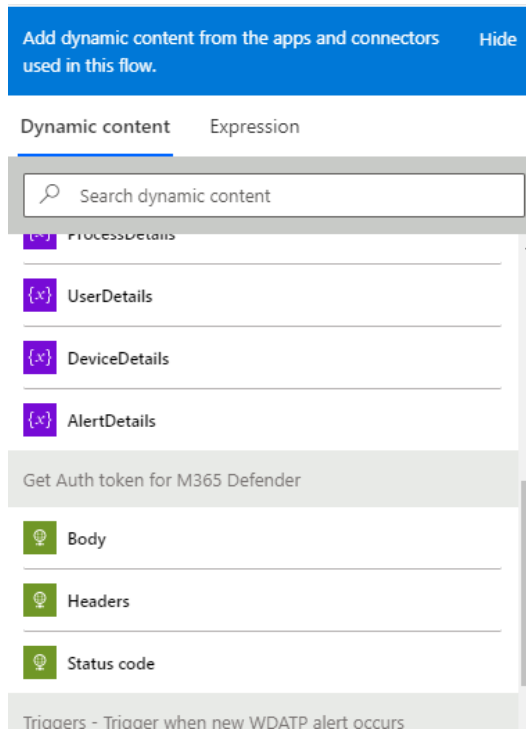 Add dynamic content from the apps and connectors Hide
used in this flow.
Dynamic content Expression
Search dynamic content
{x} ProcessDetails
{x} UserDetails
{x} DeviceDetails
{x} AlertDetails
Get Auth token for M365 Defender
Body
Headers
Status code
Triggers - Trigger when new WDATP alert occurs